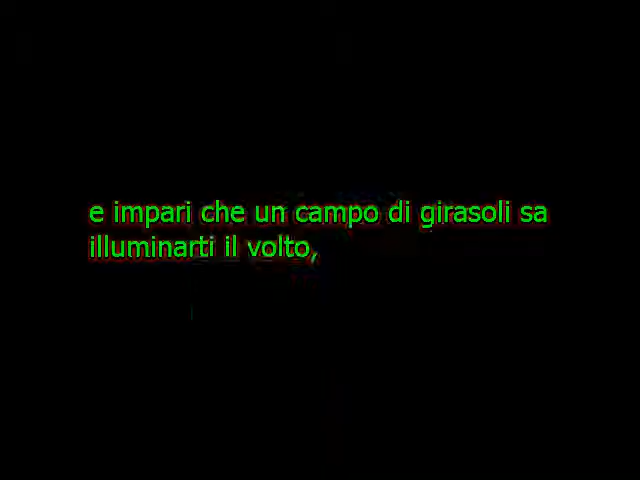 e impari che un campo di girasoli sa
illuminarti il volto,